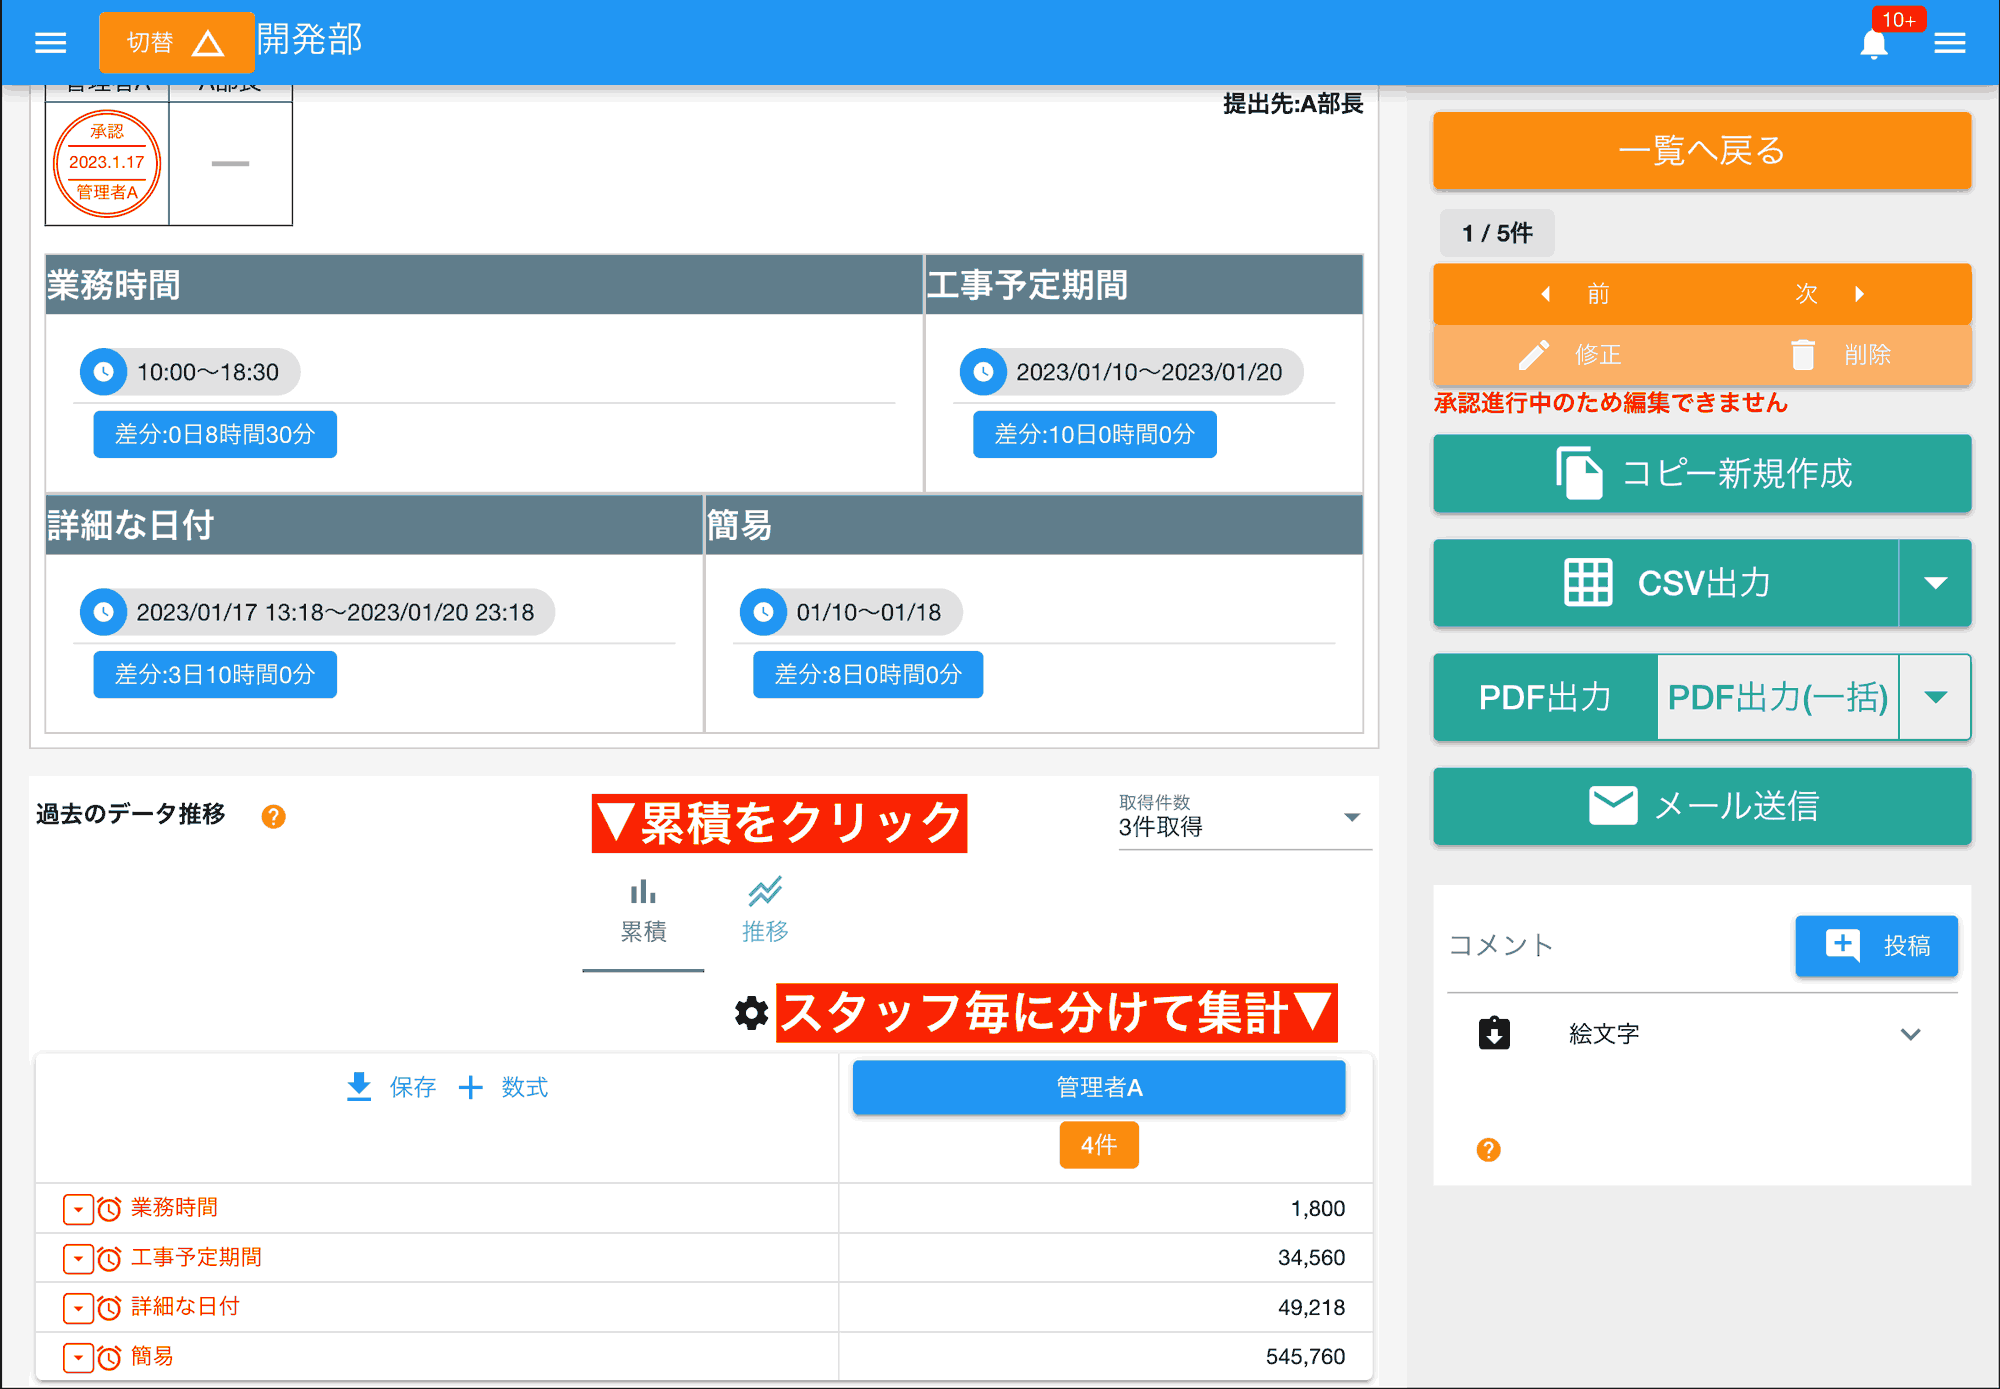 切替
開発部
10+
管理者A
A部長
提出先:A部長
承認
2023.1.17
管理者A
業務時間
工事予定期間
10:00〜18:30
2023/01/10〜2023/01/20
差分:0日8時間30分
差分:10日0時間0分
詳細な日付
簡易
2023/01/17 13:18〜2023/01/20 23:18
01/10〜01/18
差分:3日10時間0分
差分:8日0時間0分
過去のデータ推移
?
▼累積をクリック
取得件数
3件取得
累積
推移
スタッフ毎に分けて集計▼
保存
数式
管理者A
4件
業務時間
1,800
工事予定期間
34,560
詳細な日付
49,218
簡易
545,760
一覧へ戻る
1 / 5件
前
次
修正
削除
承認進行中のため編集できません
コピー新規作成
CSV出力
PDF出力
PDF出力(一括)
メール送信
コメント
投稿
絵文字
?